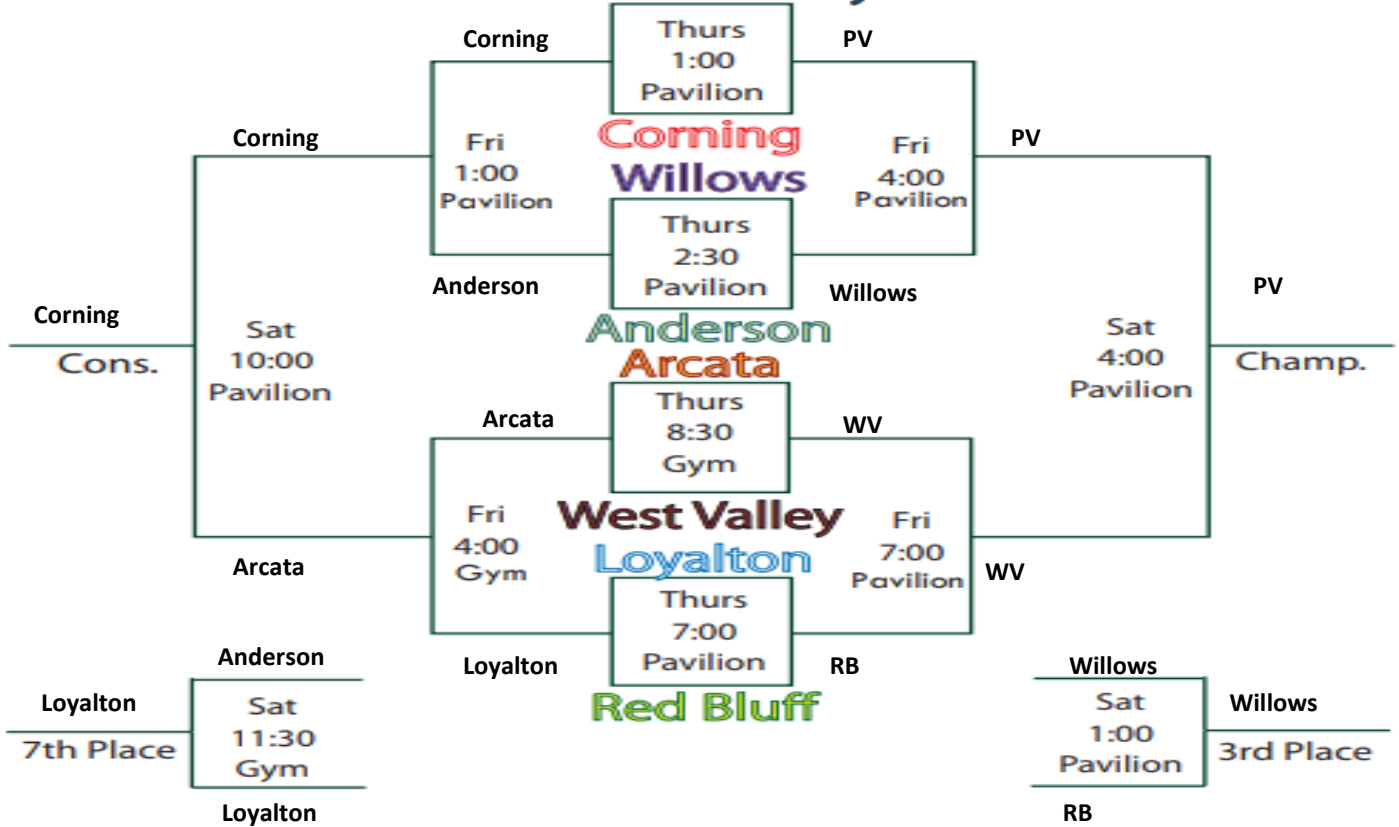 Corning
Thurs
1:00
Pavilion
PV
Corning
Willows
Corning
Fri
1:00
Pavilion
Fri
4:00
Pavilion
PV
Thurs
2:30
Pavilion
Anderson
Willows
Anderson
Arcata
Corning
Cons.
Sat
10:00
Pavilion
Sat
4:00
Pavilion
PV
Champ.
Arcata
Thurs
8:30
Gym
WV
West Valley
Loyalton
Arcata
Fri
4:00
Gym
Fri
7:00
Pavilion
WV
Thurs
7:00
Pavilion
Loyalton
RB
Red Bluff
Anderson
Loyalton
7th Place
Sat
11:30
Gym
Loyalton
Willows
Sat
1:00
Pavilion
Willows
3rd Place
RB